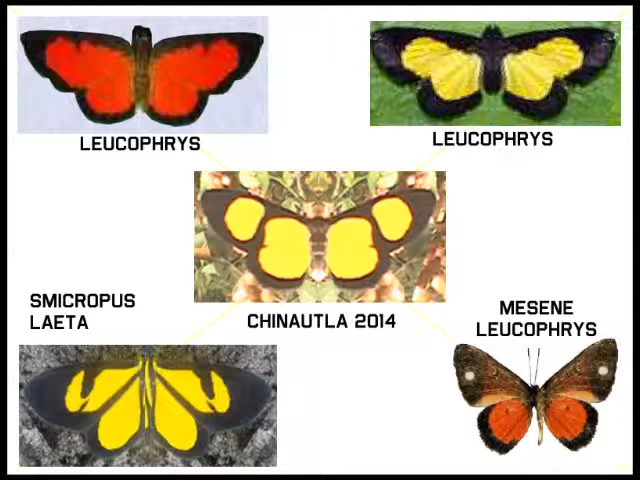 LEUCOPHRYS
LEUCOPHRYS
CHINAUTLA 2014
SMICROPUS
LAETA
MESENE
LEUCOPHRYS